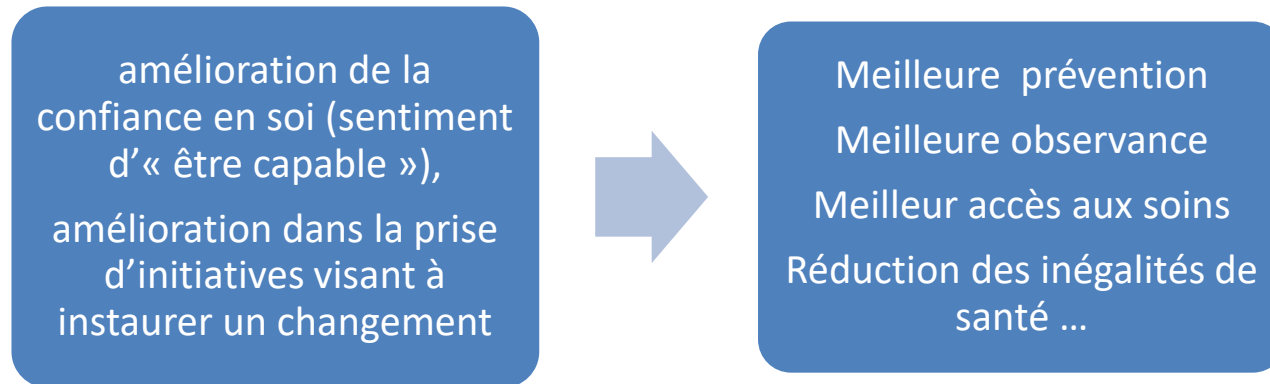 amélioration de la
confiance en soi (sentiment
d'« être capable »),
amélioration dans la prise
d'initiatives visant à
instaurer un changement
Meilleure prévention
Meilleure observance
Meilleur accès aux soins
Réduction des inégalités de
santé ...